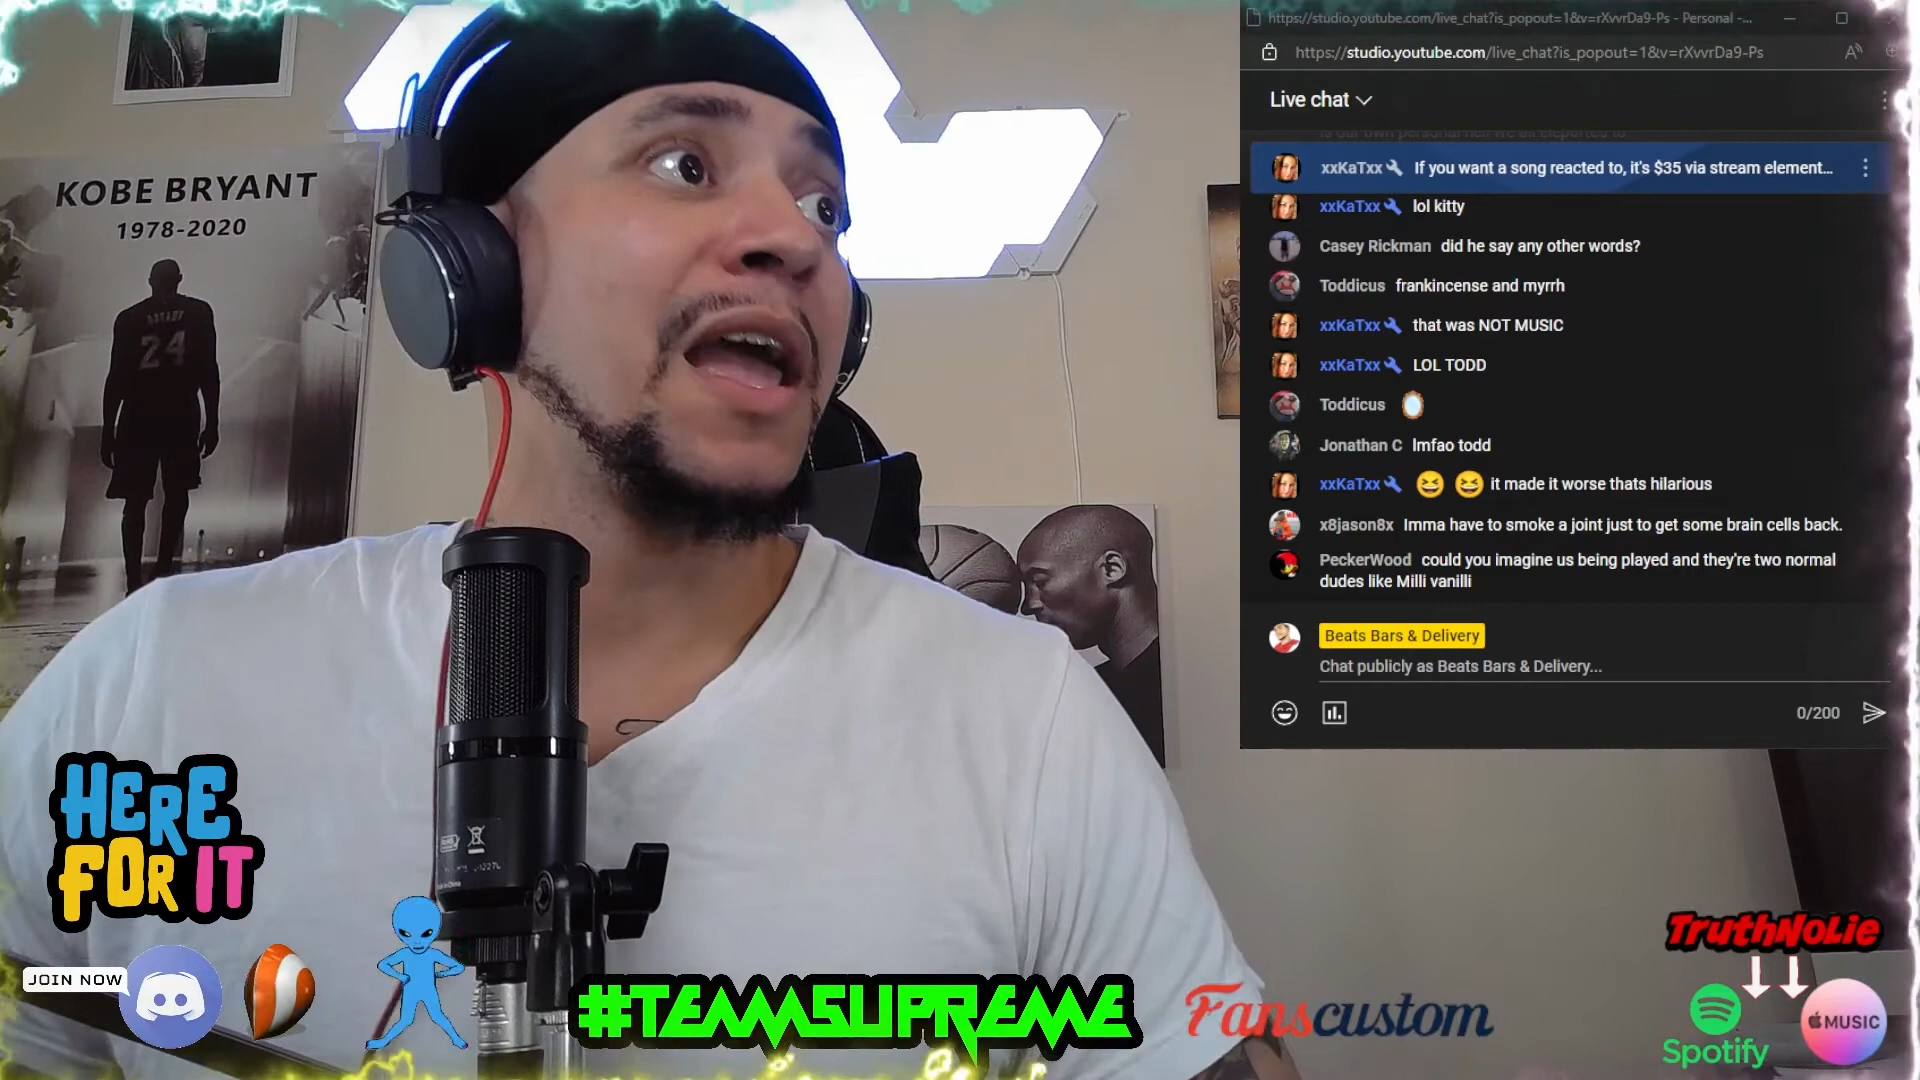 https://studio.youtube.com/live_chat?is_popout=1&v=rXvvrDa9-Ps - Personal -...
https://studio.youtube.com/live_chat?is_popout=1&v=rXvvrDa9-Ps
Live chat
xxKaTxx If you want a song reacted to, it's $35 via stream element...
xxKaTxx lol kitty
Casey Rickman did he say any other words?
Toddicus frankincense and myrrh
xxKaTxx that was NOT MUSIC
xxKaTxx LOL TODD
Toddicus
Jonathan C lmfao todd
xxKaTxx 😆 😆 it made it worse thats hilarious
x8jason8x Imma have to smoke a joint just to get some brain cells back.
PeckerWood could you imagine us being played and they're two normal
dudes like Milli vanilli
Beats Bars & Delivery
Chat publicly as Beats Bars & Delivery...
0/200
KOBE BRYANT
1978-2020
BRYANT
24
HERE
FOR IT
JOIN NOW
#TEAMSUPREME
Fanscustom
TruthNoLie
Spotify
MUSIC